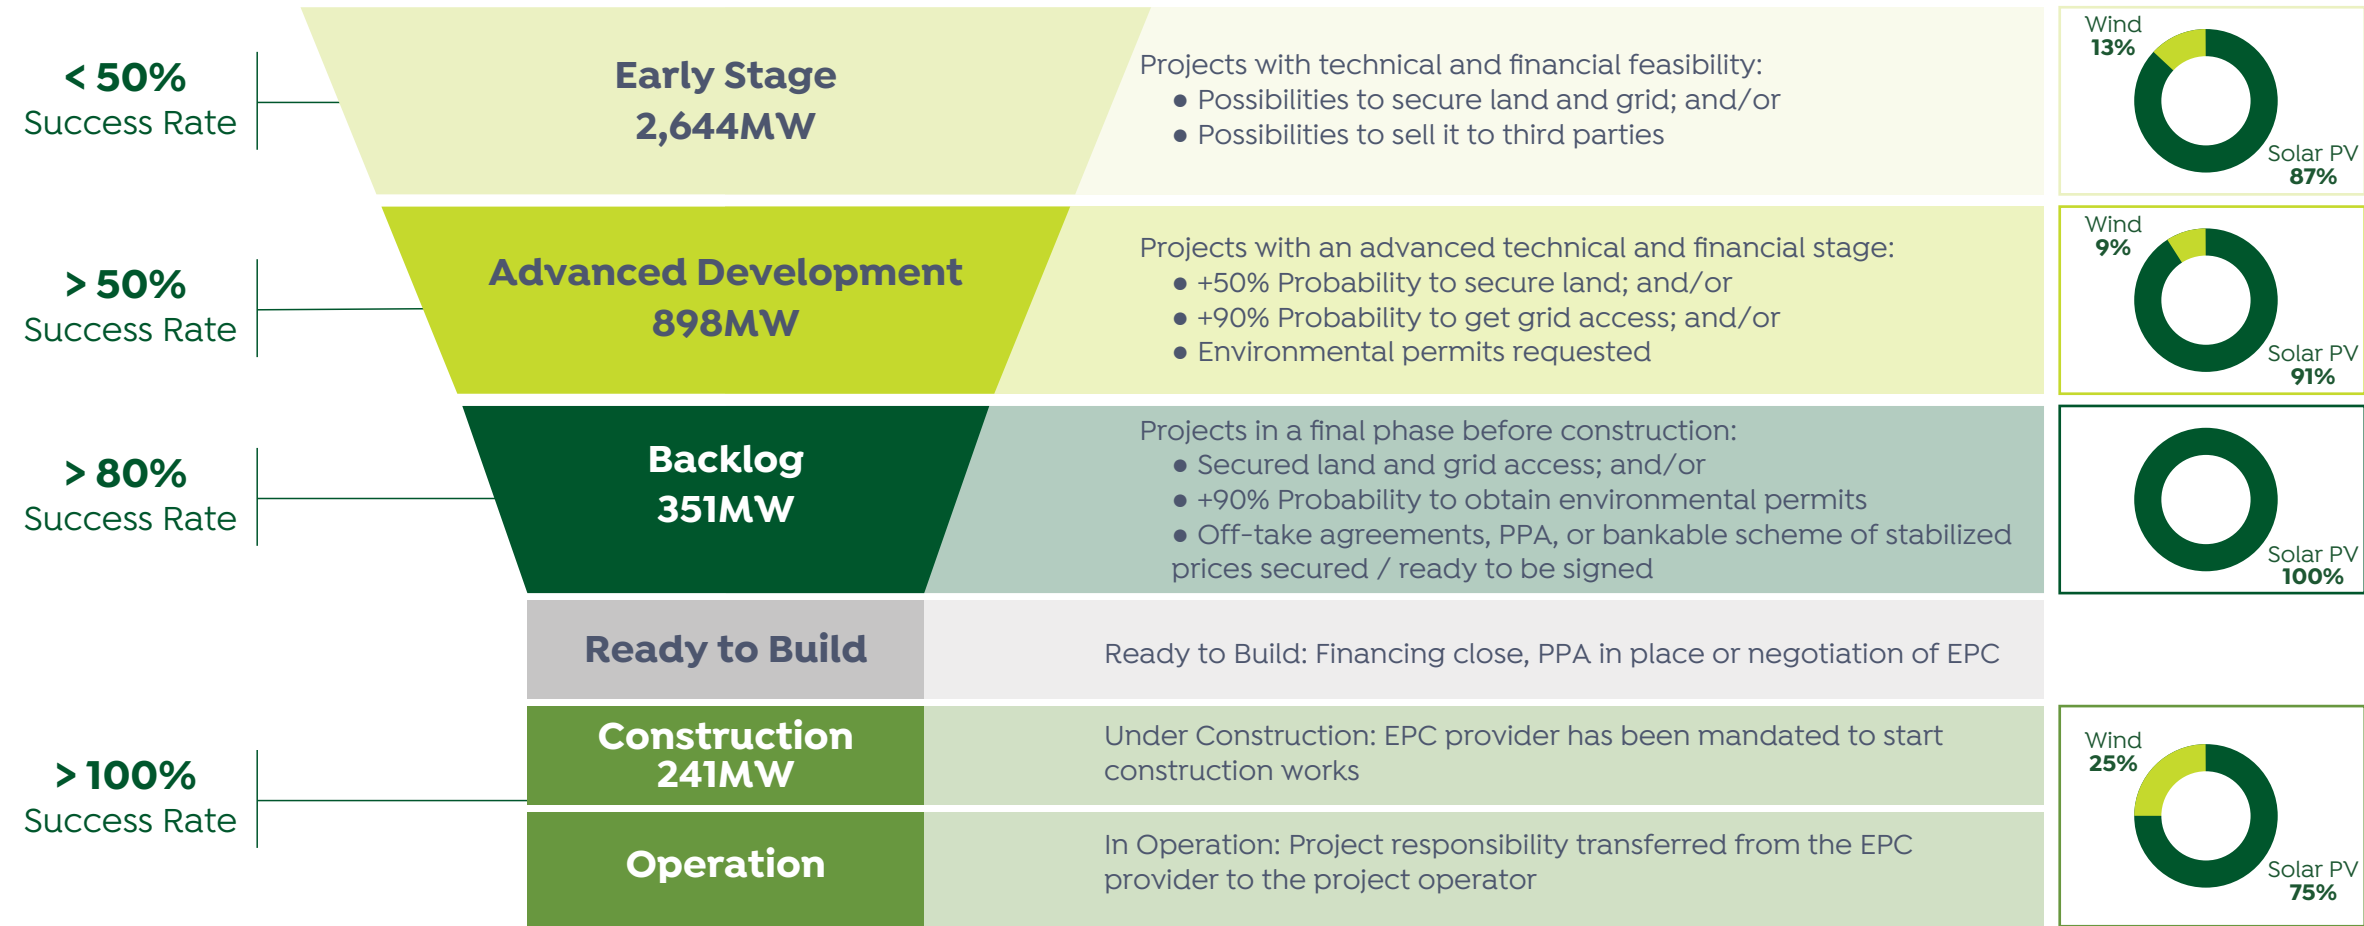 < 50%
Success Rate
Early Stage
2,644MW
Projects with technical and financial feasibility:
● Possibilities to secure land and grid; and/or
● Possibilities to sell it to third parties
Wind
13%
Solar PV
87%
> 50%
Success Rate
Advanced Development
898MW
Projects with an advanced technical and financial stage:
● +50% Probability to secure land; and/or
● +90% Probability to get grid access; and/or
● Environmental permits requested
Wind
9%
Solar PV
91%
> 80%
Success Rate
Backlog
351MW
Projects in a final phase before construction:
● Secured land and grid access; and/or
● +90% Probability to obtain environmental permits
● Off-take agreements, PPA, or bankable scheme of stabilized
prices secured / ready to be signed
Solar PV
100%
Ready to Build
Ready to Build: Financing close, PPA in place or negotiation of EPC
> 100%
Success Rate
Construction
241MW
Under Construction: EPC provider has been mandated to start
construction works
Operation
In Operation: Project responsibility transferred from the EPC
provider to the project operator
Wind
25%
Solar PV
75%